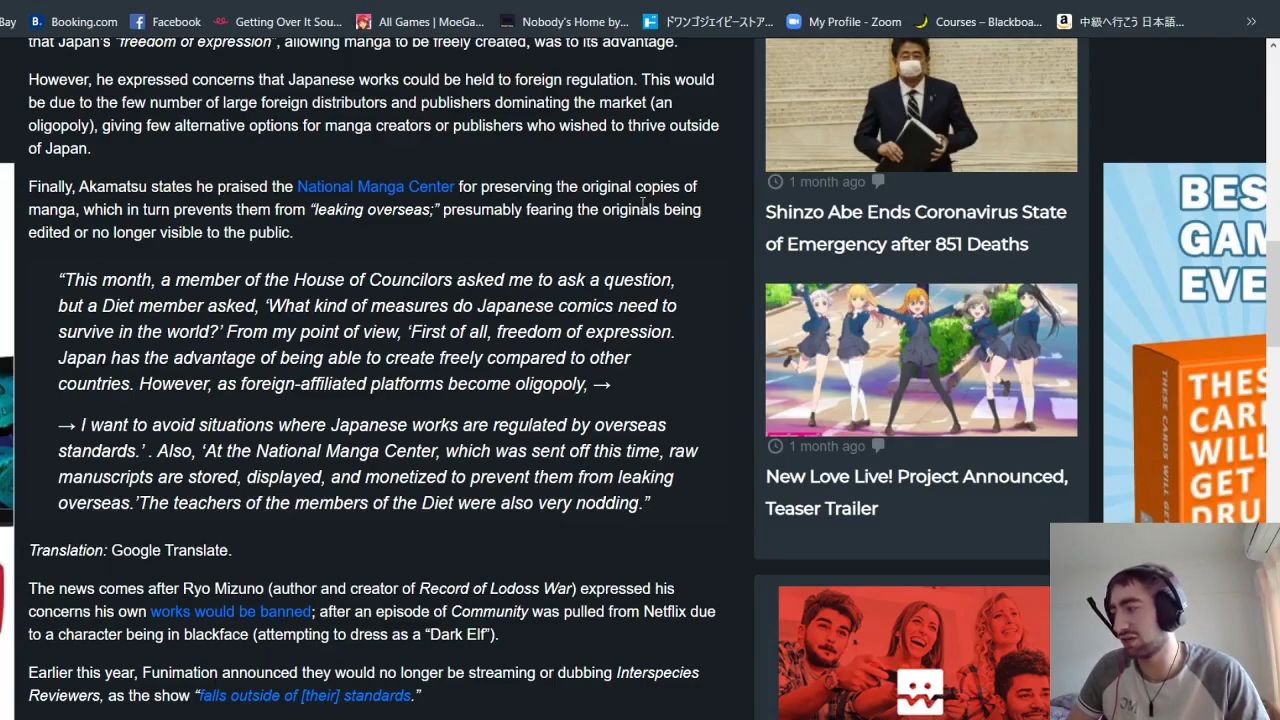 Bay
Booking.com
Facebook
Getting Over It Sou...
All Games | MoeGa...
Nobody's Home by...
ドワンゴジェイピーストア...
My Profile - Zoom
Courses – Blackboa...
中級へ行こう 日本語...
that Japan's "freedom of expression", allowing manga to be freely created, was to its advantage.
However, he expressed concerns that Japanese works could be held to foreign regulation. This would
be due to the few number of large foreign distributors and publishers dominating the market (an
oligopoly), giving few alternative optons for manga creators or publishers who wished to thrive outside
of Japan.
Finally, Akamatsu states he praised the National Manga Center for preserving the original copies of
manga, which in turn prevents them from “leaking overseas;” presumably fearing the originals being
edited or no longer visible to the public.
“This month, a member of the House of Councilors asked me to ask a question,
but a Diet member asked, ‘What kind of measures do Japanese comics need to
survive in the world?’ From my point of view, ‘First of all, freedom of expression.
Japan has the advantage of being able to create freely compared to other
countries. However, as foreign-affiliated platforms become oligopoly, →
→ I want to avoid situations where Japanese works are regulated by overseas
standards.’  Also, ‘At the National Manga Center, which was sent off this time, raw
manuscripts are stored, displayed, and monetized to prevent them from leaking
overseas.’The teachers of the members of the Diet were also very nodding.”
Translation: Google Translate.
The news comes after Ryo Mizuno (author and creator of Record of Lodoss War) expressed his
concerns his own works would be banned; after an episode of Community was pulled from Netflix due
to a character being in blackface (attempting to dress as a “Dark Elf”).
Earlier this year, Funimation announced they would no longer be streaming or dubbing Interspecies
Reviewers, as the show “falls outside of [their] standards.”
1 month ago
Shinzo Abe Ends Coronavirus State
of Emergency after 851 Deaths
1 month ago
New Love Live! Project Announced,
Teaser Trailer
BES
GAM
EVE
THESE CARDS WILL GET
THES
CAR
WILL
GET
DRU